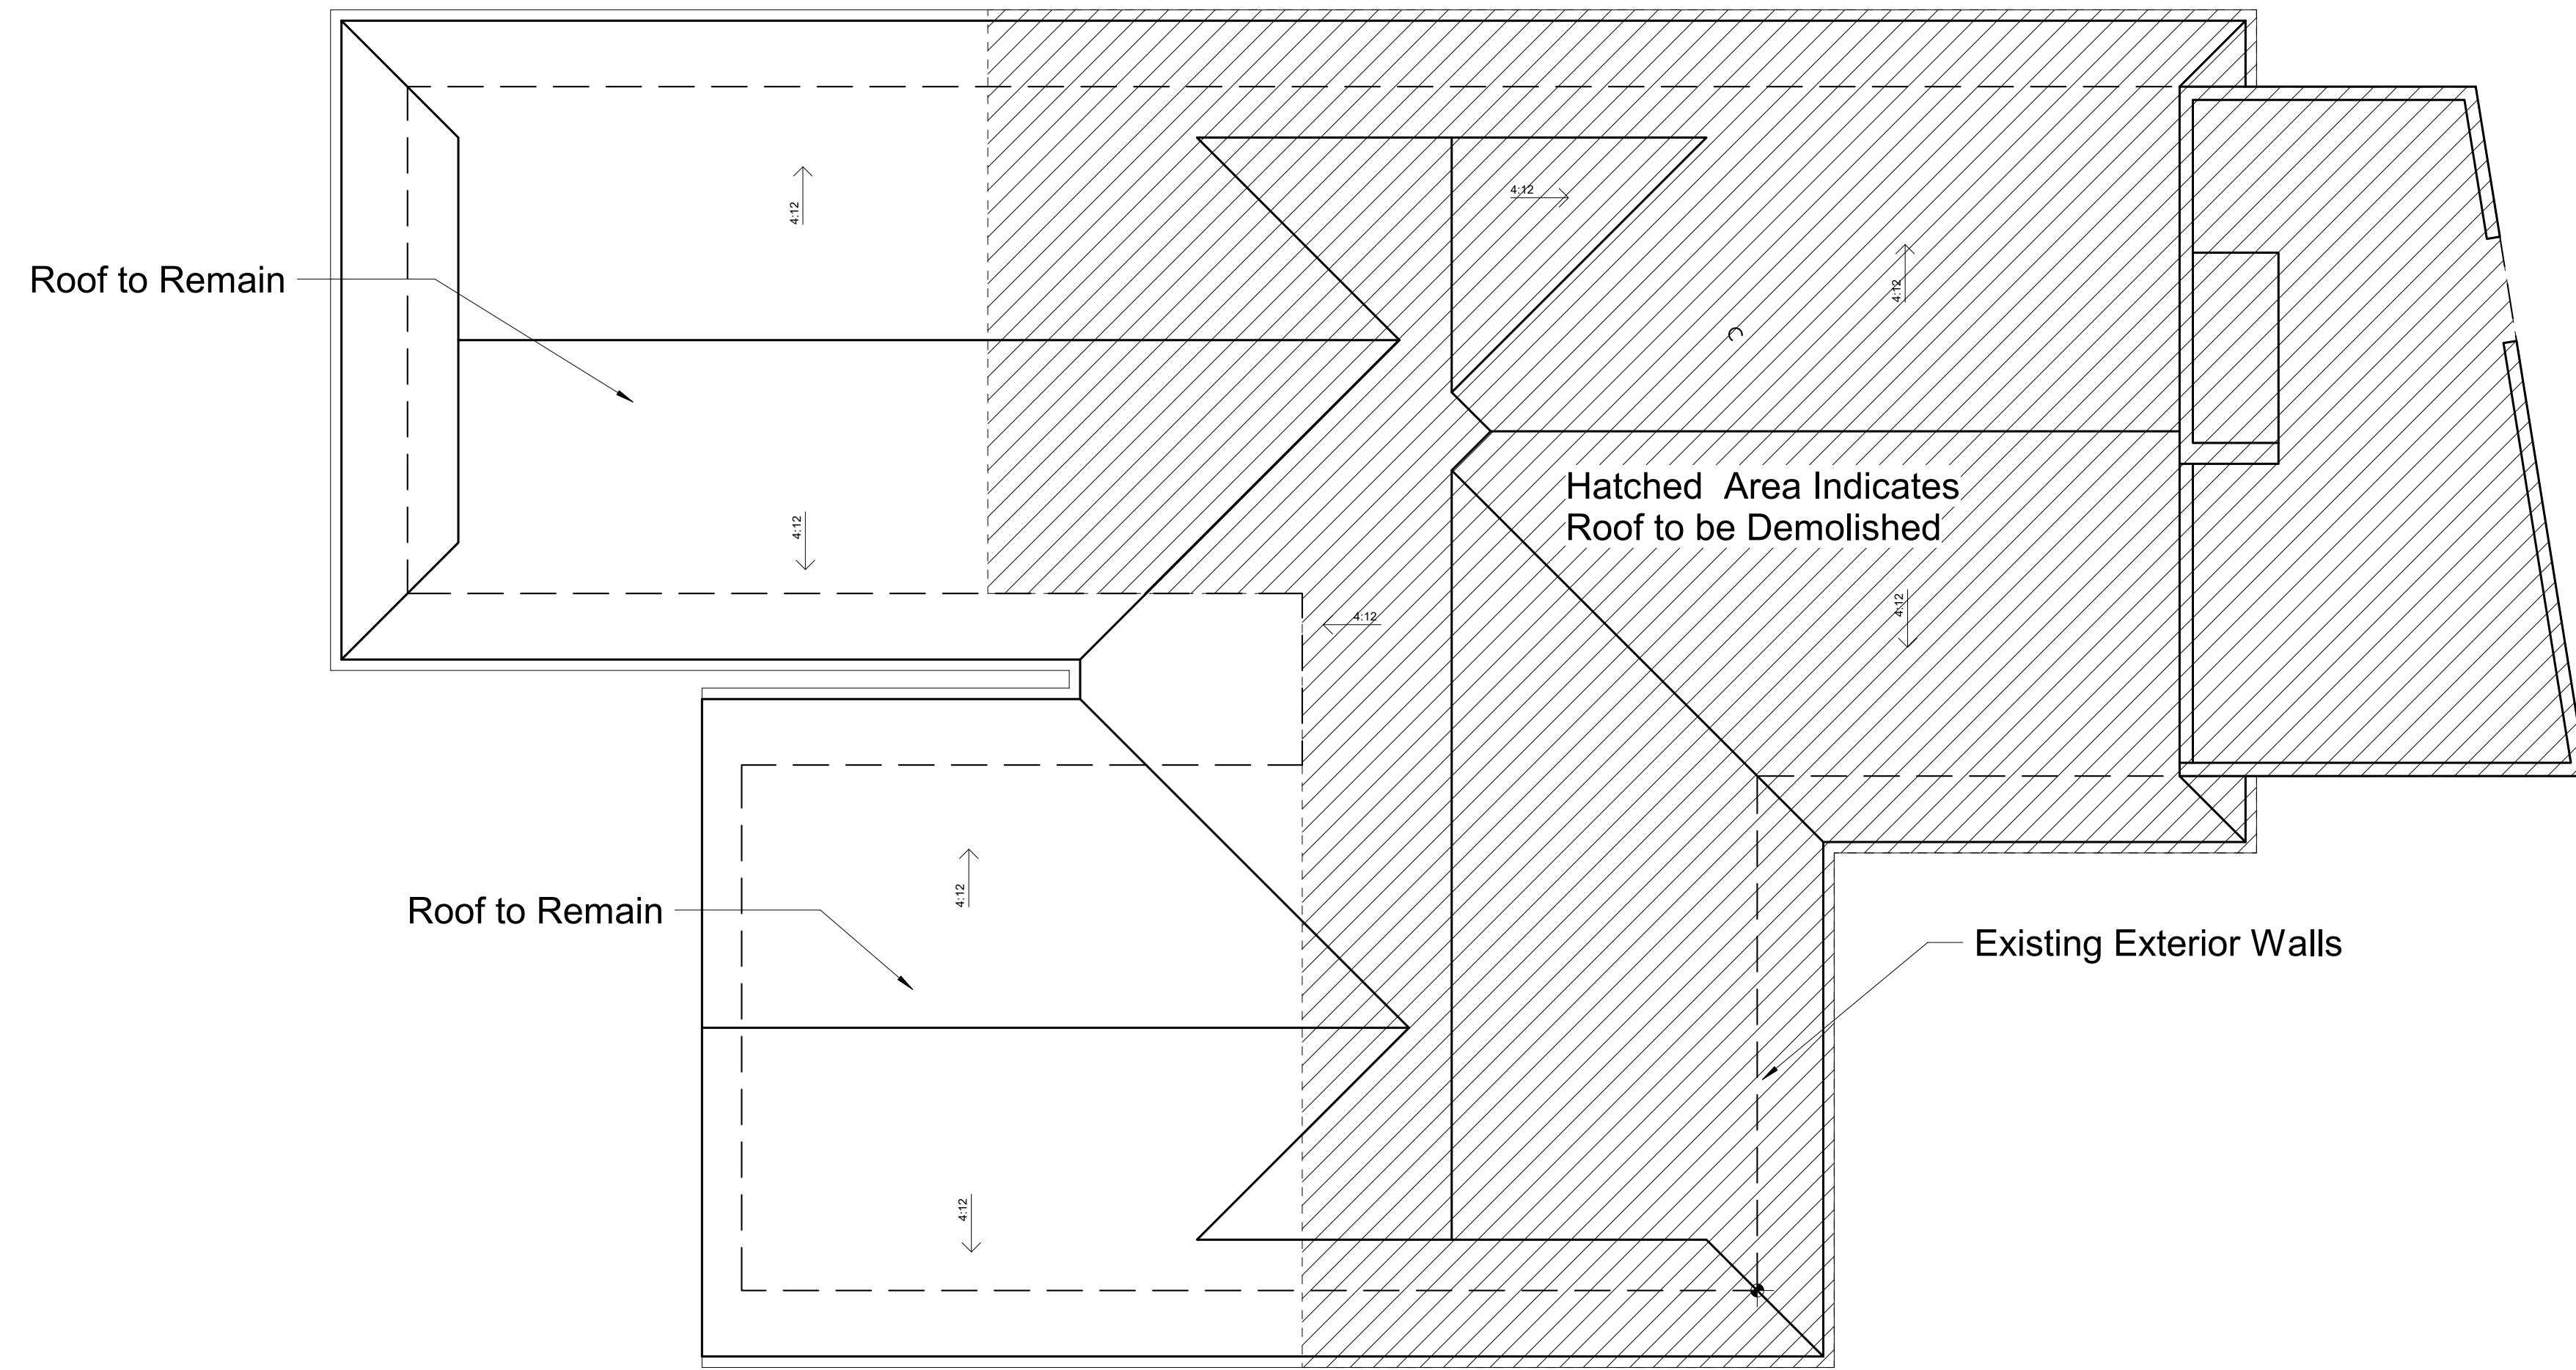 4:12
4:12
Roof to Remain
4:12
Hatched  Area Indicates
Roof to be Demolished
4:12
4:12
4:12
4:12
Roof to Remain
Existing Exterior Walls
4:12